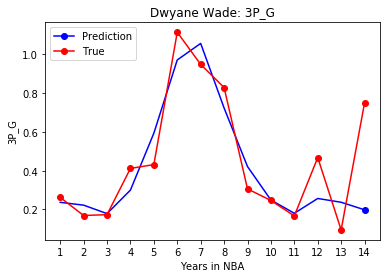 Dwyane Wade: 3P_G
Prediction
True
3P_G
1.0
0.8
0.6
0.4
0.2
1 2 3 4 5 6 7 8 9 10 11 12 13 14
Years in NBA